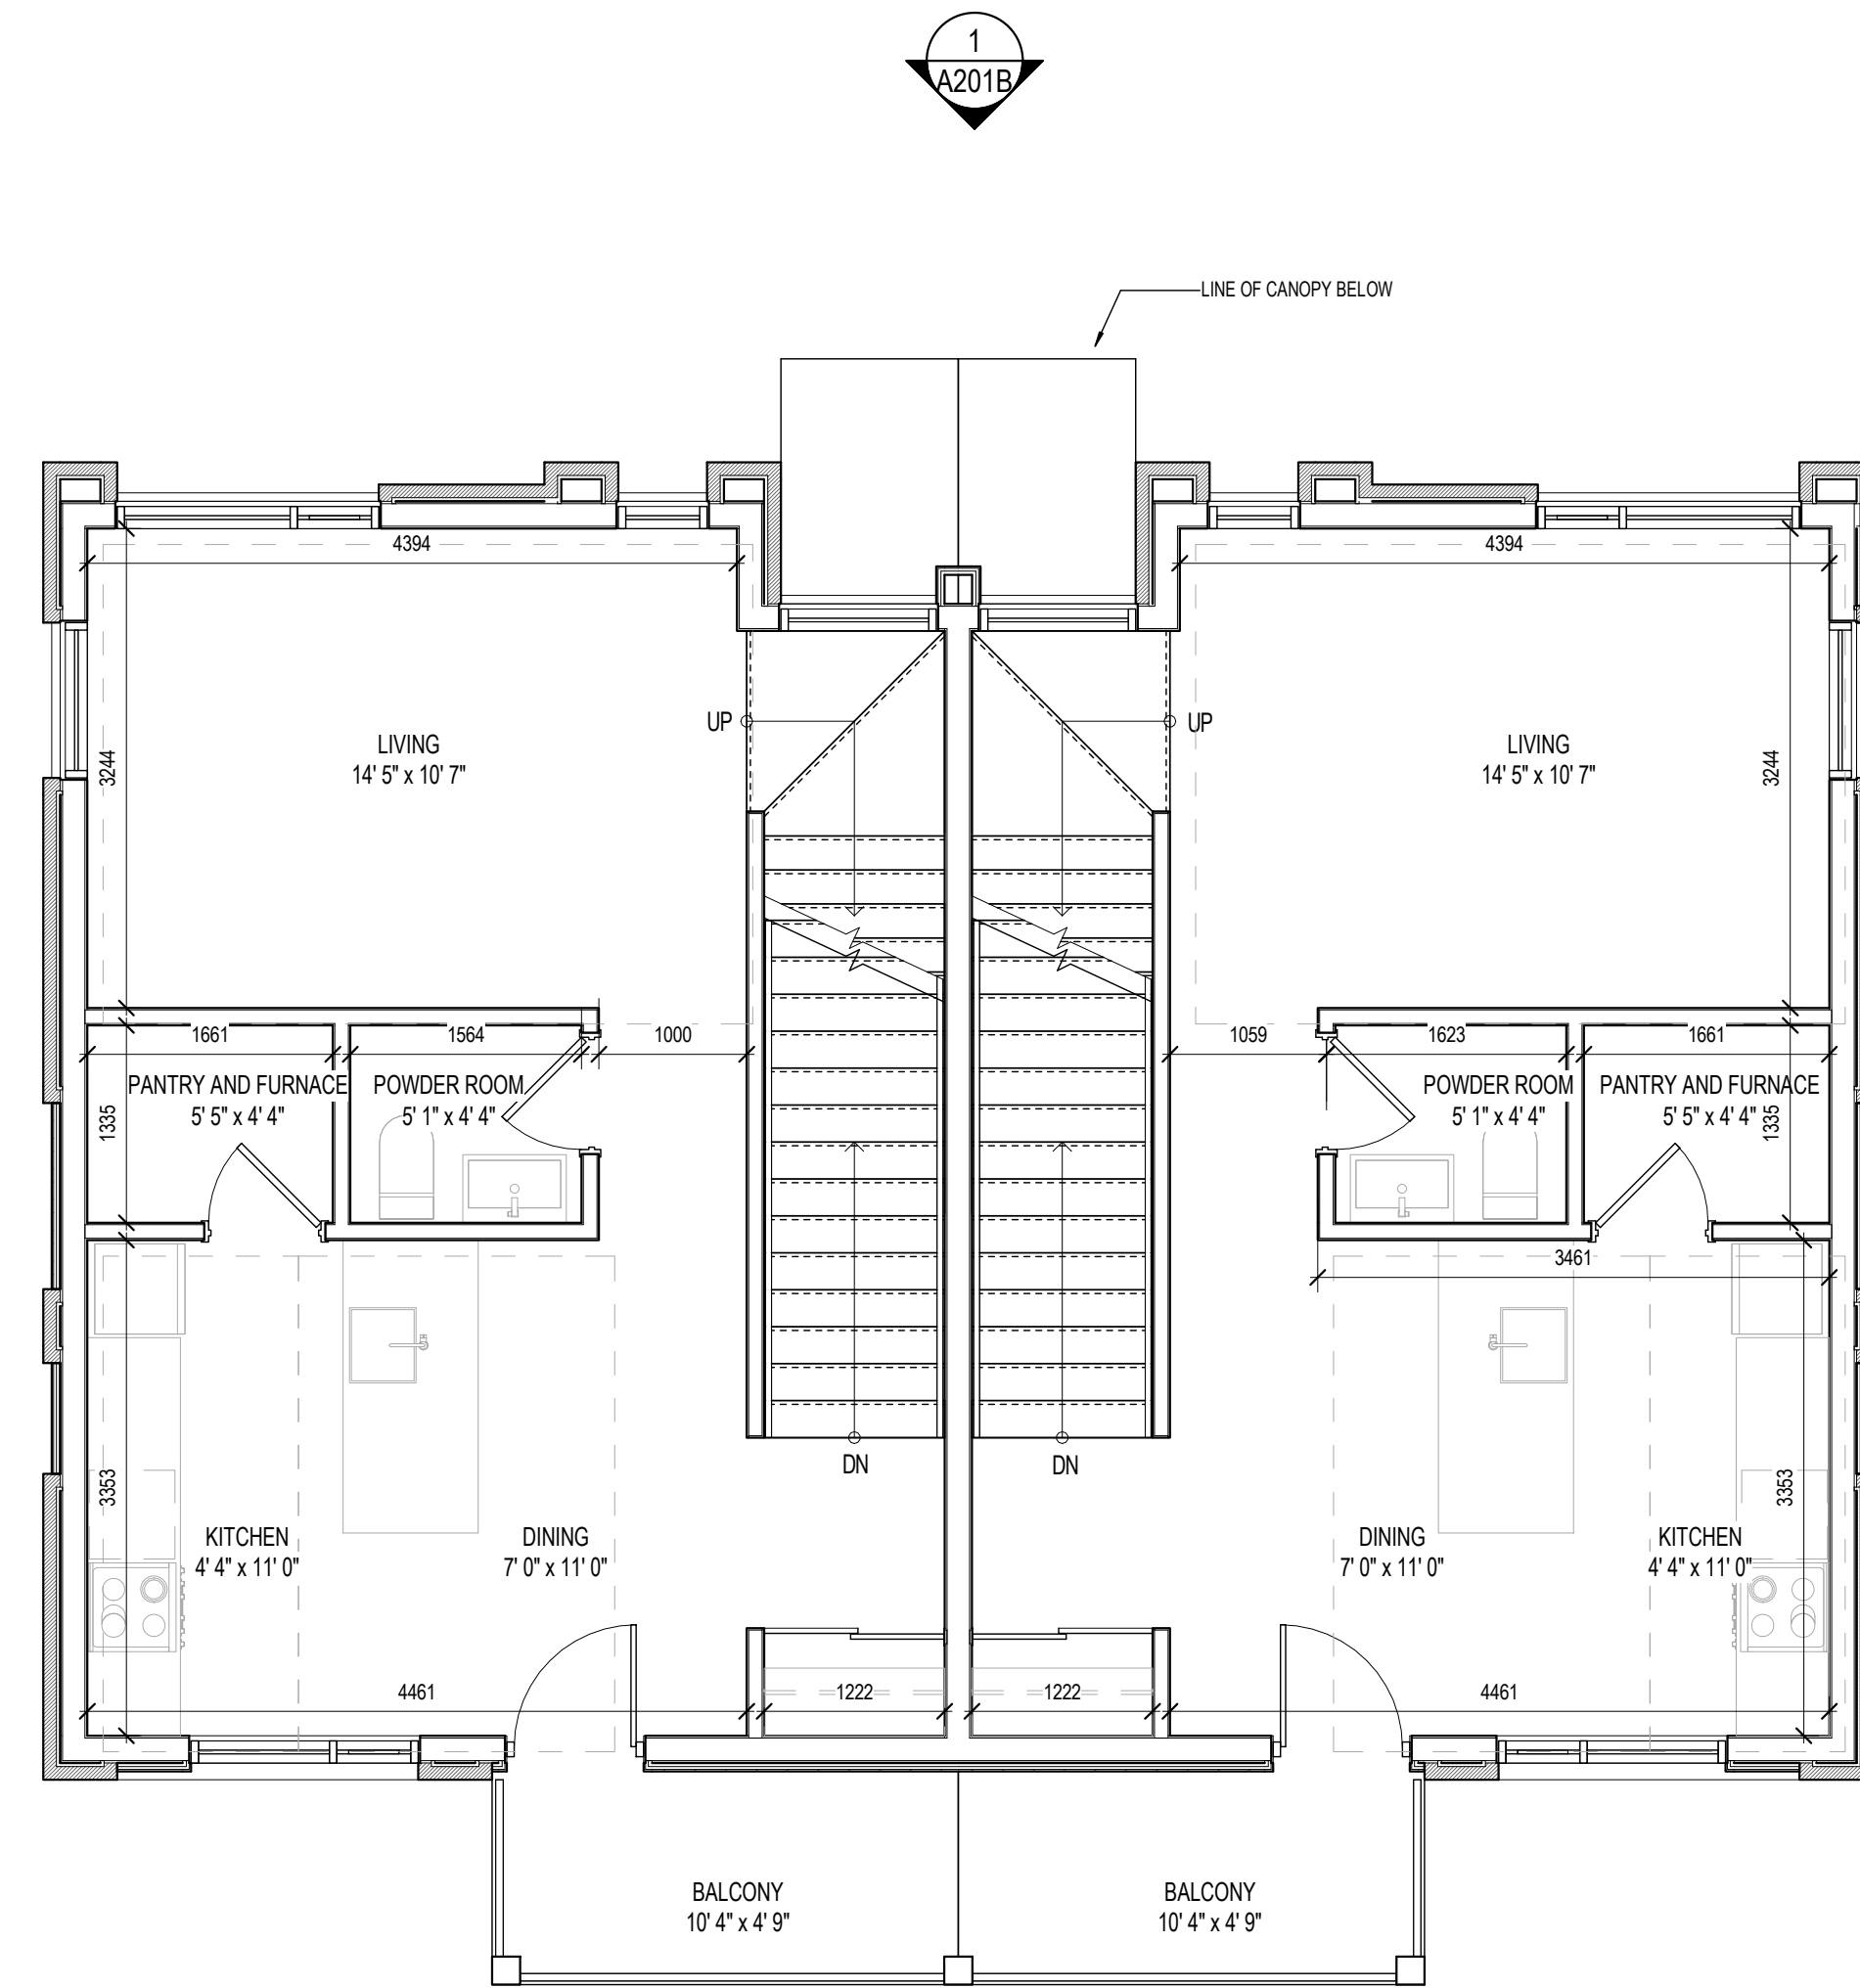 1
A201B
LINE OF CANOPY BELOW
4394
4394
UP
UP
LIVING
14' 5" x 10' 7"
LIVING
14' 5" x 10' 7"
3244
3244
1661
1564
1000
1059
1623
1661
PANTRY AND FURNACE
5' 5" x 4' 4"
POWDER ROOM
5' 1" x 4' 4"
POWDER ROOM
5' 1" x 4' 4"
PANTRY AND FURNACE
5' 5" x 4' 4"
1335
1335
3461
DN
DN
3353
3353
KITCHEN
4' 4" x 11' 0"
DINING
7' 0" x 11' 0"
DINING
7' 0" x 11' 0"
KITCHEN
4' 4" x 11' 0"
4461
1222
1222
4461
BALCONY
10' 4" x 4' 9"
BALCONY
10' 4" x 4' 9"